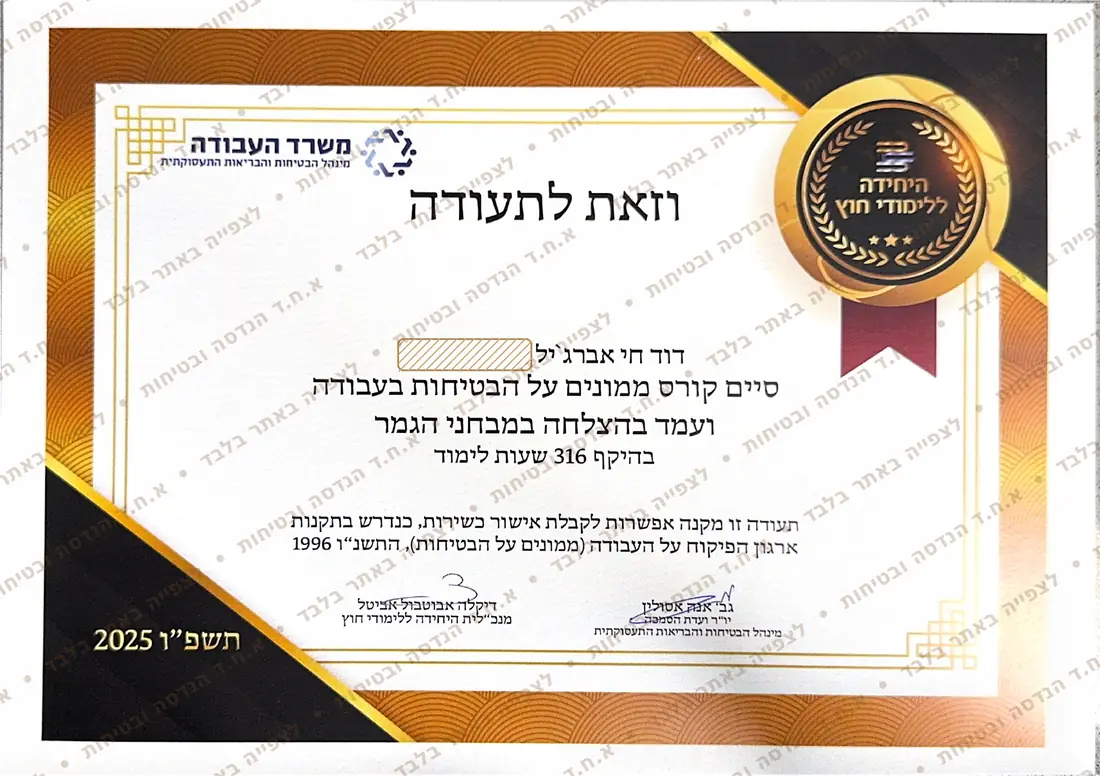 משרד העבודה
מינהל הבטיחות והבריאות התעסוקתית
היחידה
ללימודי חוץ
וזאת לתעודה
דוד חי אברג`יל
סיים קורס ממונים על הבטיחות בעבודה
ועמד בהצלחה במבחני הגמר
בהיקף 316 שעות לימוד
תעודה זו מקנה אפשרות לקבלת אישור כשירות, כנדרש בתקנות
ארגון הפיקוח על העבודה (ממונים על הבטיחות), התשנ"ו 1996
גב' אנה אסולין
יו"ר ועדת הסמכה
מינהל הבטיחות והבריאות התעסוקתית
דיקלה אבוטבול אביטל
מנכ"לית היחידה ללימודי חוץ
תשפ"ו 2025
א.ח.ד הנדסה ובטיחות • לצפייה באתר בלבד